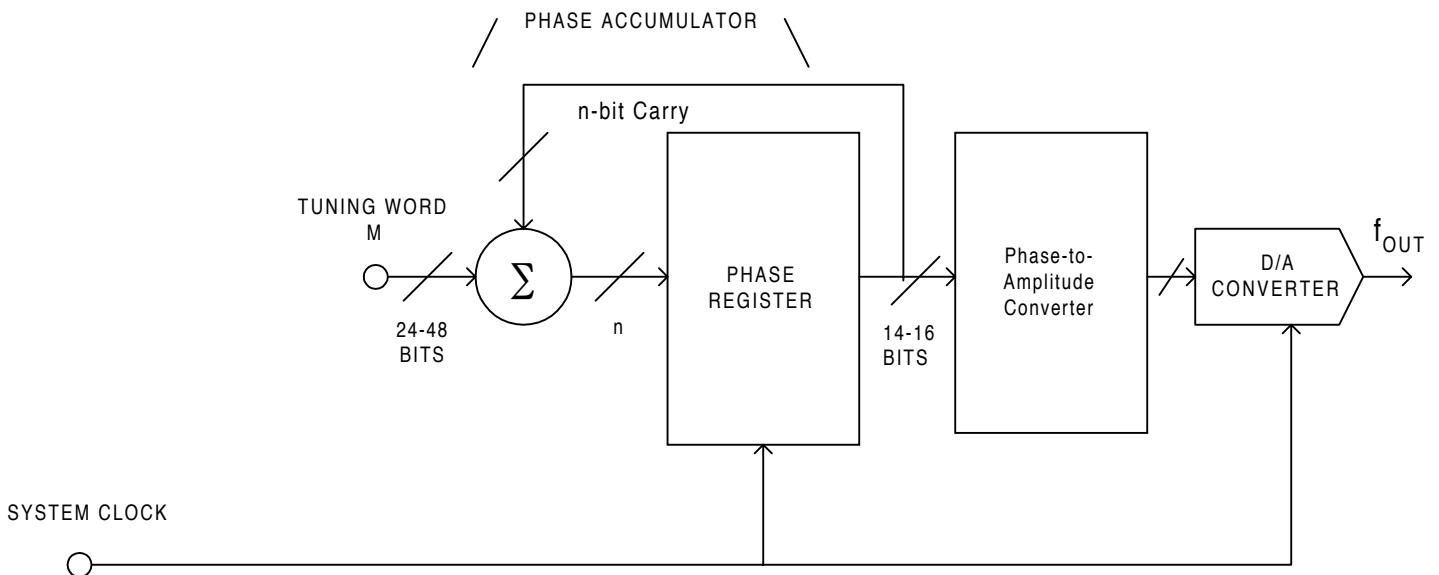 PHASE ACCUMULATOR
n-bit Carry
TUNING WORD
M
Σ
24-48
BITS
n
PHASE
REGISTER
14-16
BITS
Phase-to-
Amplitude
Converter
D/A
CONVERTER
fOUT
SYSTEM CLOCK